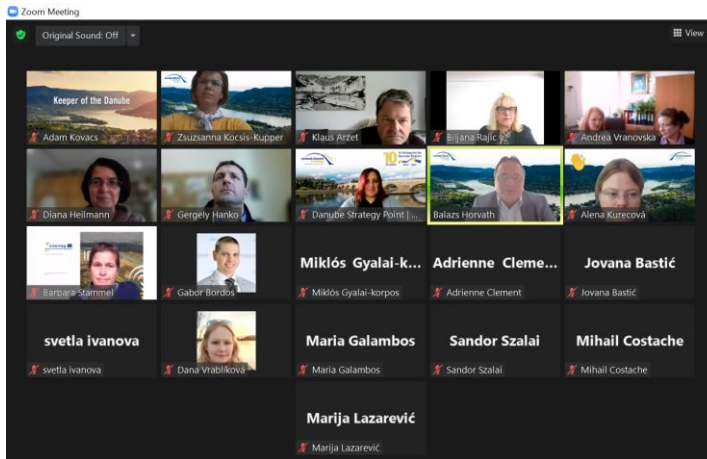 Zoom Meeting
Original Sound: Off
View
Keeper of the Danube
Adam Kovacs
Zsuzsanna Kocsis-Kupper
Klaus Arzet
Biljana Rajic
Andrea Vranovska
Diana Heilmann
Gergely Hanko
10
Danube Strategy Point | ...
Balazs Horvath
Alena Kurecová
Interreg
Barbara Stammel
Gabor Bordos
Miklós Gyalai-k...
Miklós Gyalai-korpos
Adrienne Cleme...
Adrienne Clement
Jovana Bastić
Jovana Bastić
svetla ivanova
svetla ivanova
Dana Vrablíková
Maria Galambos
Maria Galambos
Sandor Szalai
Sandor Szalai
Mihail Costache
Mihail Costache
Marija Lazarević
Marija Lazarević